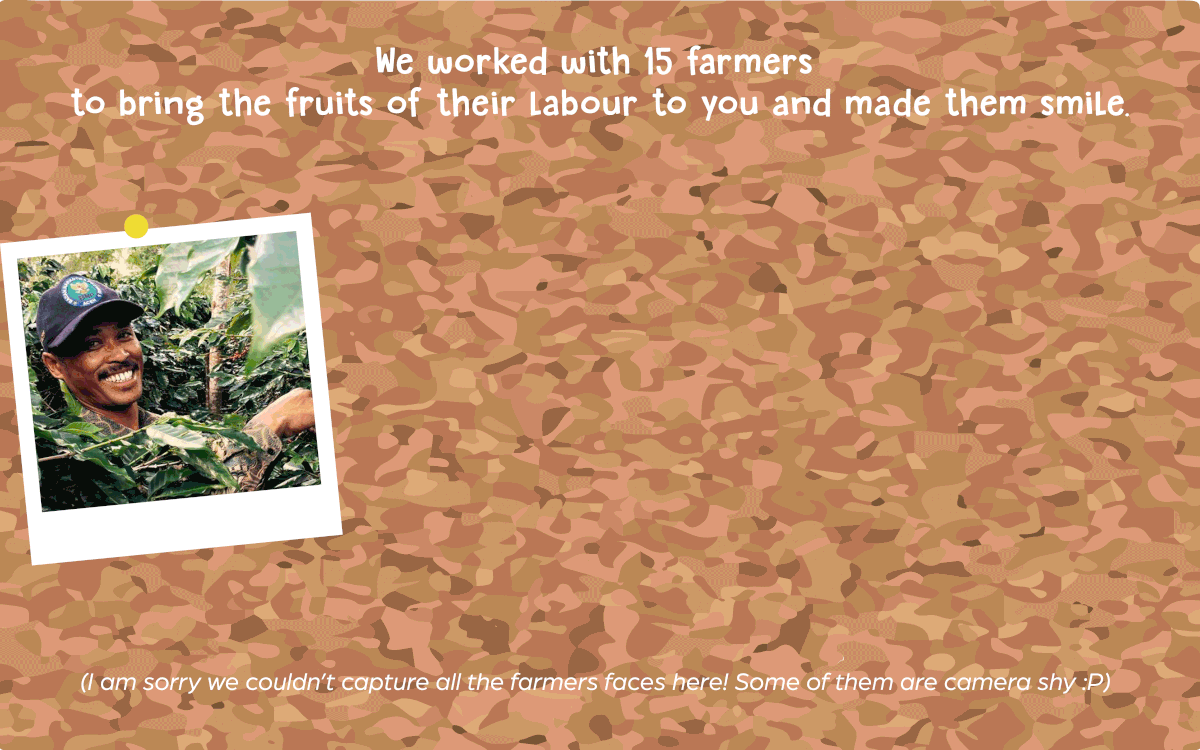 We worked with 15 farmers
to bring the fruits of their labour to you and made them smile.
(I am sorry we couldn't capture all the farmers faces here! Some of them are camera shy :P)